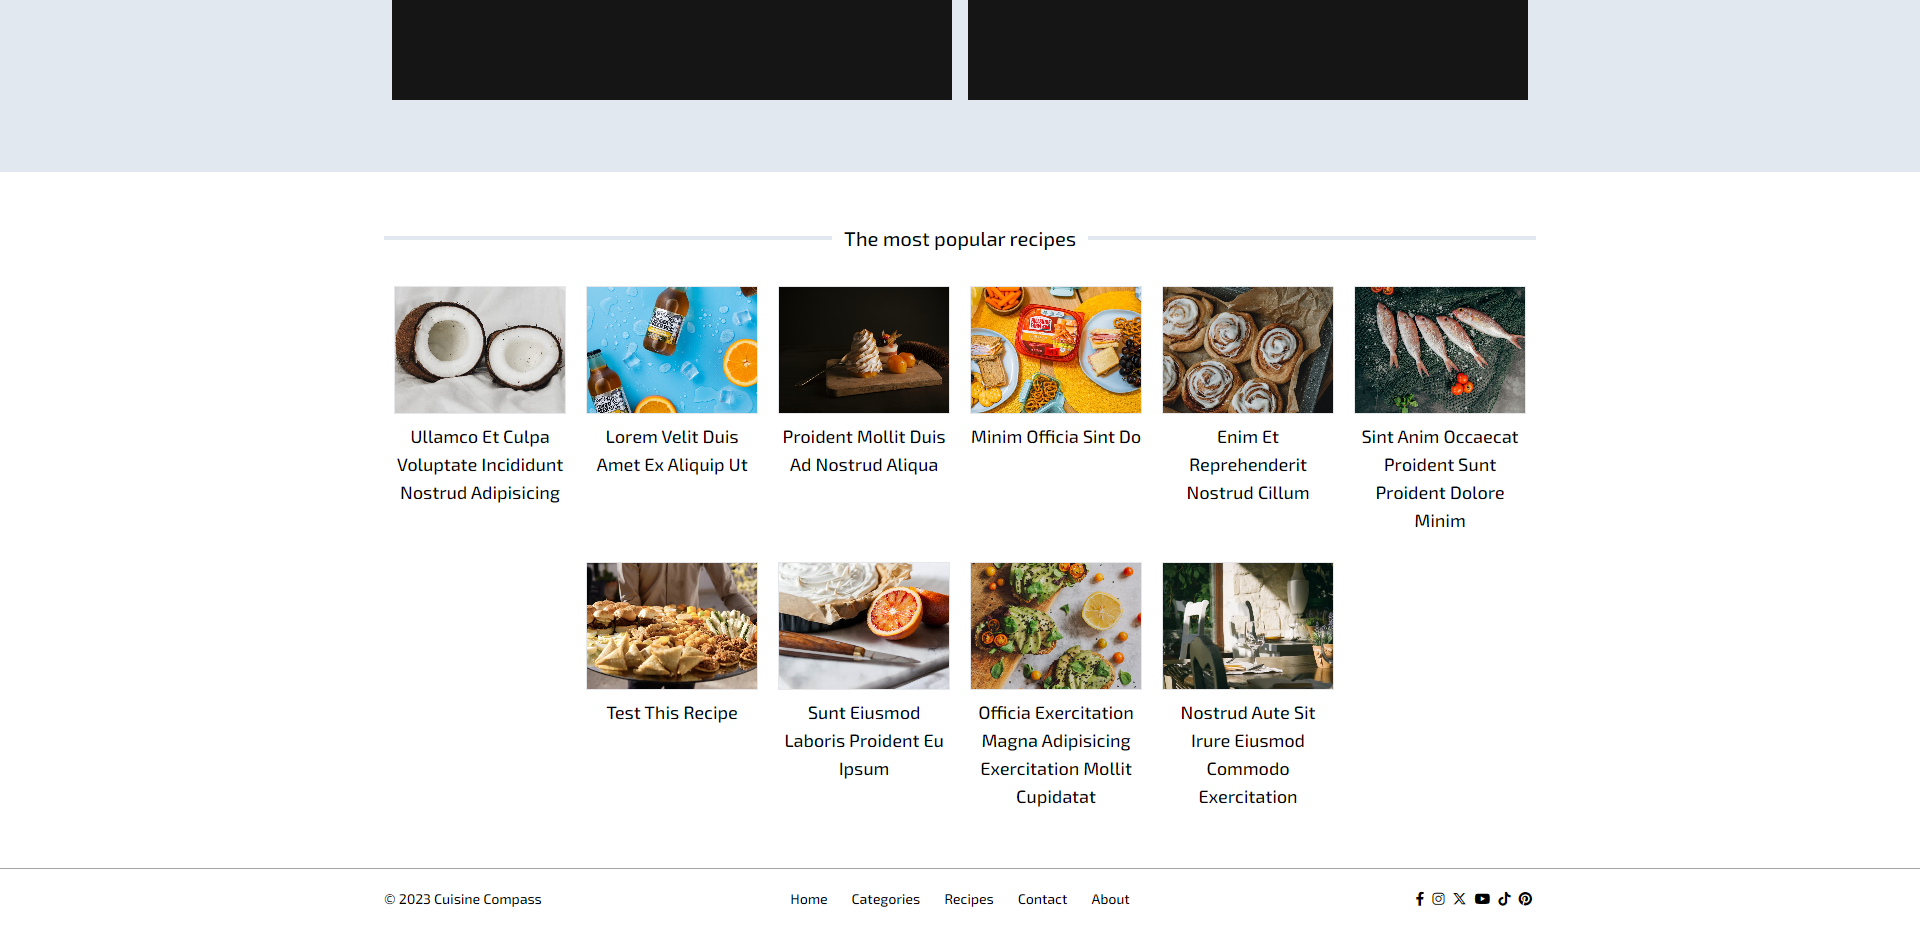 The most popular recipes
Ullamco Et Culpa
Voluptate Incididunt
Nostrud Adipisicing
Lorem Velit Duis
Amet Ex Aliquip Ut
Proident Mollit Duis
Ad Nostrud Aliqua
Minim Officia Sint Do
Enim Et
Reprehenderit
Nostrud Cillum
Sint Anim Occaecat
Proident Sunt
Proident Dolore
Minim
Test This Recipe
Sunt Eiusmod
Laboris Proident Eu
Ipsum
Officia Exercitation
Magna Adipisicing
Exercitation Mollit
Cupidatat
Nostrud Aute Sit
Irure Eiusmod
Commodo
Exercitation
© 2023 Cuisine Compass
Home Categories Recipes Contact About